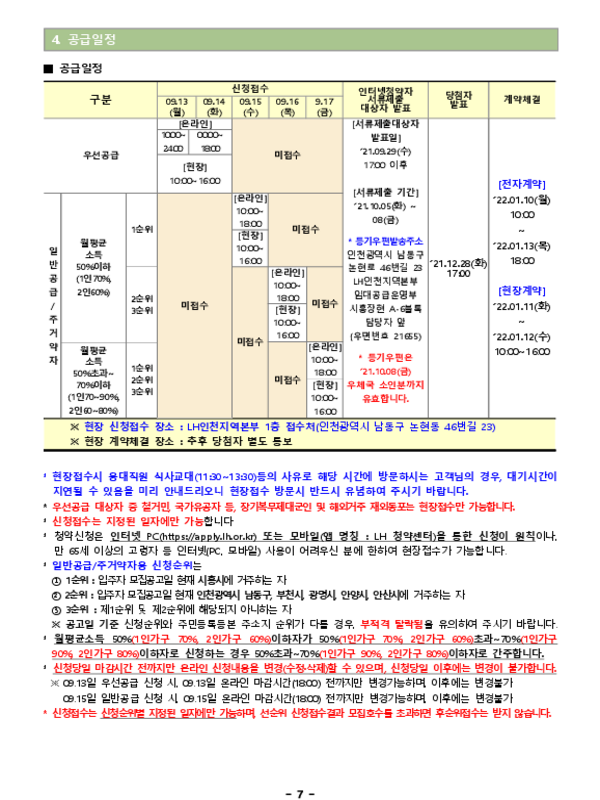 4. 공급일정
■ 공급일정
구분
신청접수
09.13
(월)
09.14
(화)
09.15
(수)
09.16
(목)
9.17
(금)
인터넷청약자
서류제출
대상자 발표
당첨자
발표
계약체결
우선공급
[온라인]
10:00~
24:00
00:00~
18:00
[현장]
10:00~16:00
미접수
일반공급/주거약자
월평균
소득
50%이하
(1인70%,
2인60%)
1순위
미접수
[온라인]
10:00~
18:00
[현장]
10:00~
16:00
미접수
2순위
3순위
미접수
[온라인]
10:00~
18:00
[현장]
10:00~
16:00
미접수
월평균
소득
50%초과~
70%이하
(1인70~90%,
2인60~80%)
1순위
2순위
3순위
미접수
[온라인]
10:00~
18:00
[현장]
10:00~
16:00
[서류제출대상자
발표일]
´21.09.29(수)
17:00 이후
[서류제출 기간]
´21.10.05(화) ~
08(금)
* 등기우편발송주소
인천광역시 남동구
논현로 46번길 23
LH인천지역본부
임대공급운영부
시흥장현 A-6블록
담당자 앞
(우편번호 21655)
* 등기우편은
´21.10.08(금)
우체국 소인분까지
유효합니다.
´21.12.28(화)
17:00
[전자계약]
´22.01.10(월)
10:00
~
´22.01.13(목)
18:00
[현장계약]
´22.01.11(화)
~
´22.01.12(수)
10:00~16:00
※ 현장 신청접수 장소 : LH인천지역본부 1층 접수처(인천광역시 남동구 논현동 46번길 23)
※ 현장 계약체결 장소 : 추후 당첨자 별도 통보
* 현장접수시 응대직원 식사교대(11:30~13:30)등의 사유로 해당 시간에 방문하시는 고객님의 경우, 대기시간이
지연될 수 있음을 미리 안내드리오니 현장접수 방문시 반드시 유념하여 주시기 바랍니다.
* 우선공급 대상자 중 철거민, 국가유공자 등, 장기복무제대군인 및 해외거주 재외동포는 현장접수만 가능합니다.
* 신청접수는 지정된 일자에만 가능합니다
* 청약신청은 인터넷 PC(https://apply.lh.or.kr) 또는 모바일(앱 명칭 : LH 청약센터)을 통한 신청이 원칙이나,
만 65세 이상의 고령자 등 인터넷(PC, 모바일) 사용이 어려우신 분에 한하여 현장접수가 가능합니다.
* 일반공급/주거약자용 신청순위는
① 1순위 : 입주자 모집공고일 현재 시흥시에 거주하는 자
② 2순위 : 입주자 모집공고일 현재 인천광역시 남동구, 부천시, 광명시, 안양시, 안산시에 거주하는 자
③ 3순위 : 제1순위 및 제2순위에 해당되지 아니하는 자
※ 공고일 기준 신청순위와 주민등록등본 주소지 순위가 다를 경우, 부적격 탈락됨을 유의하여 주시기 바랍니다.
* 월평균소득 50%(1인가구 70%, 2인가구 60%)이하자가 50%(1인가구 70%, 2인가구 60%)초과~70%(1인가구
90%, 2인가구 80%)이하자로 신청하는 경우 50%초과~70%(1인가구 90%, 2인가구 80%)이하자로 간주합니다.
* 신청당일 마감시간 전까지만 온라인 신청내용을 변경(수정·삭제)할 수 있으며, 신청당일 이후에는 변경이 불가합니다.
※ 09.13일 우선공급 신청 시, 09.13일 온라인 마감시간(18:00) 전까지만 변경가능하며, 이후에는 변경불가
09.15일 일반공급 신청 시, 09.15일 온라인 마감시간(18:00) 전까지만 변경가능하며, 이후에는 변경불가
* 신청접수는 신청순위별 지정된 일자에만 가능하며, 선순위 신청접수결과 모집호수를 초과하면 후순위접수는 받지 않습니다.
- 7 -